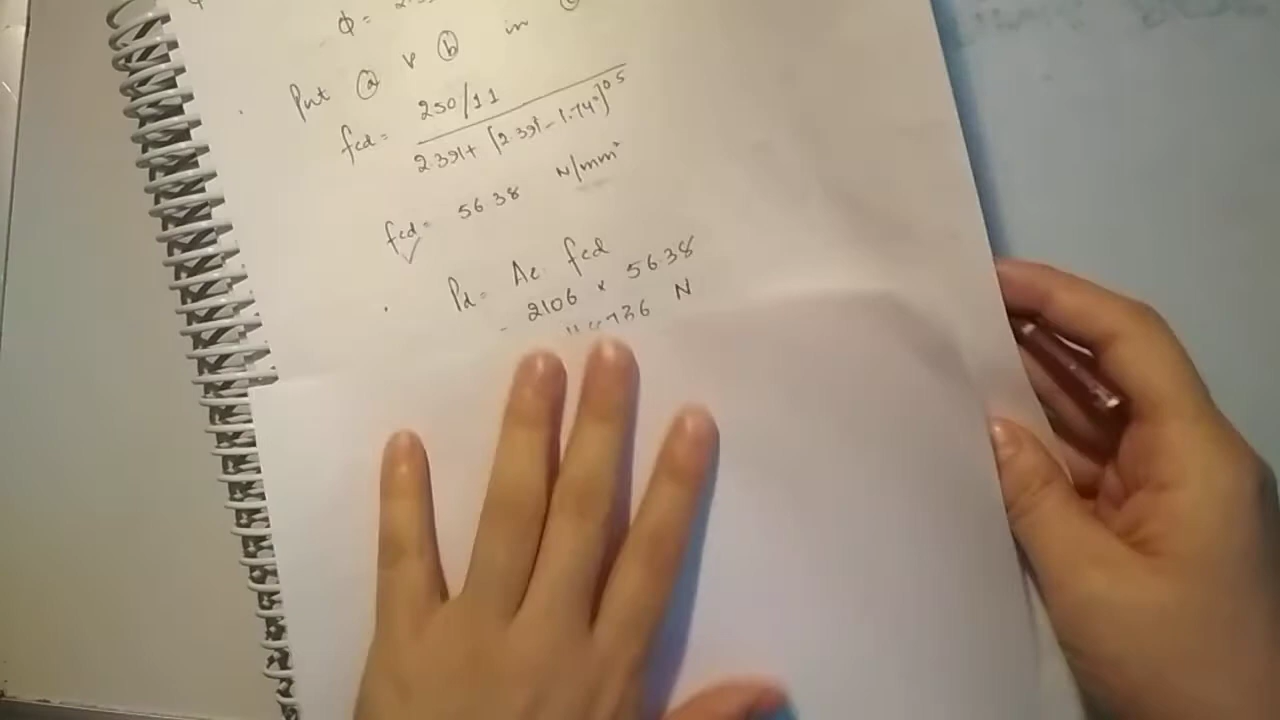 φ =
Put ⓐ & ⓑ in
fcd = 250/1.1
2.391+ [2.391²-1.74²]^0.5
fcd = 56.38 N/mm²
Pd = Ae. fcd
= 2106 × 56.38
N